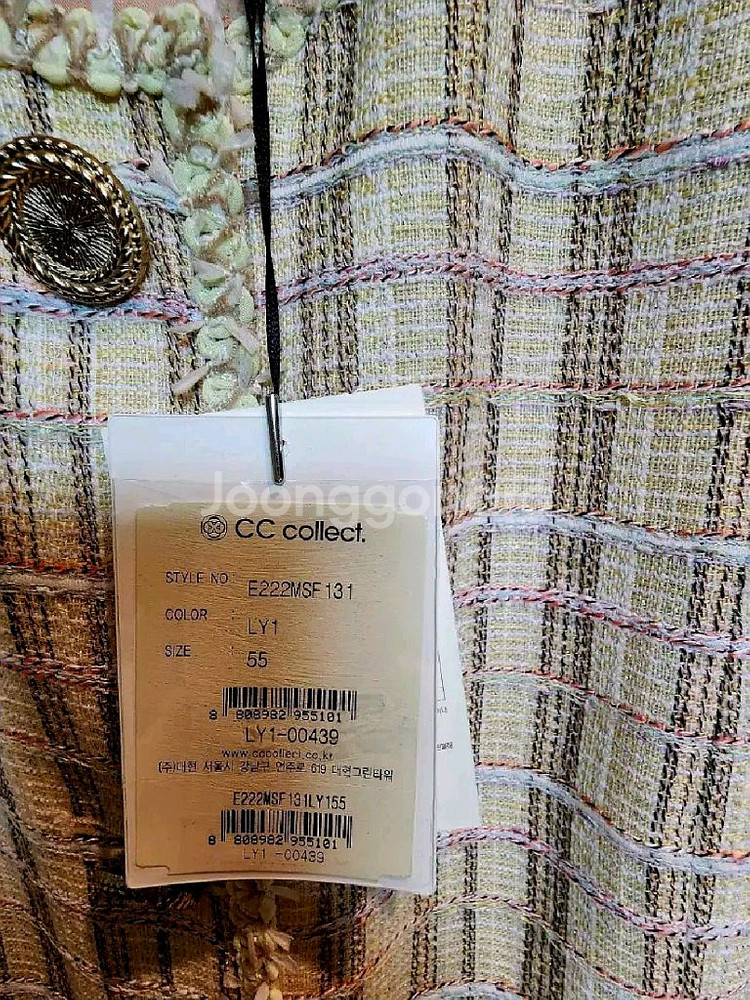 Joonggo
CC collect.
STYLE NO E222MSF131
COLOR LY1
SIZE 55
8 808982 955101
LY1-00439
www.cccollect.co.kr
(주)대현 서울시 강남구 언주로 619 대현그린타워
E222MSF131LY155
8 808982 955101
LY1-00439